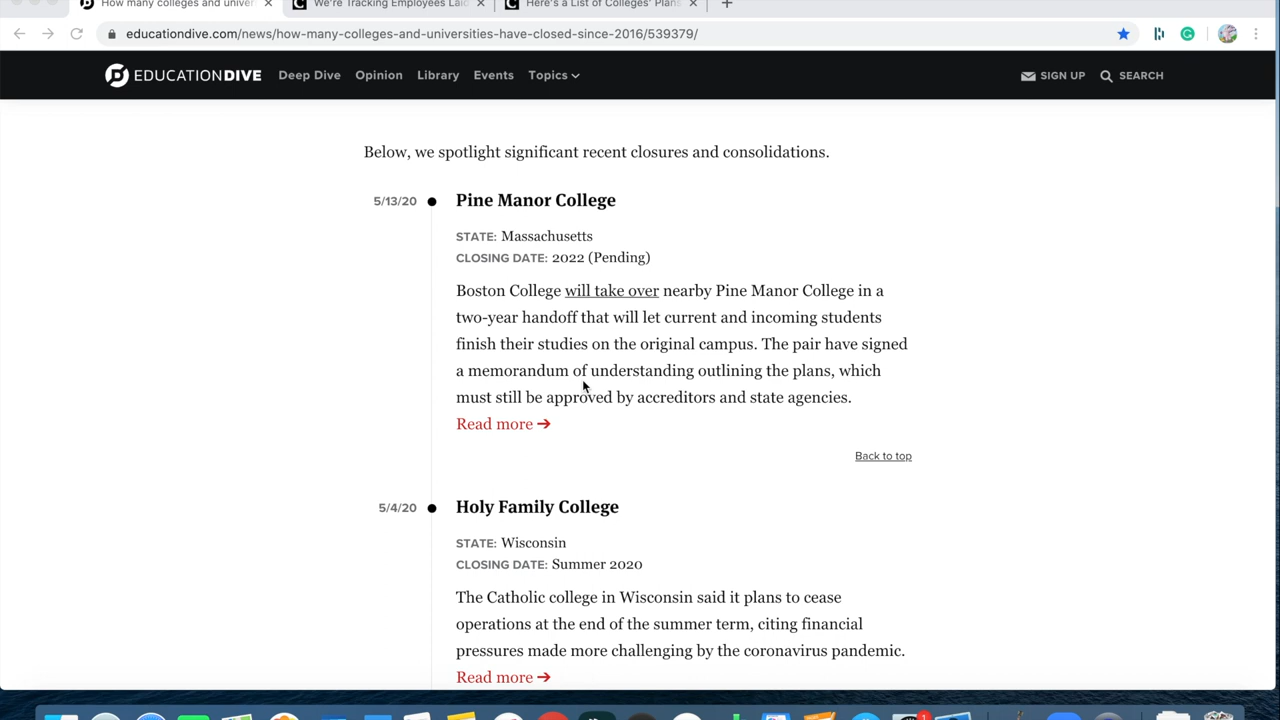 How many colleges and univer
We're Tracking Employees Laid
Here's a List of Colleges' Plans
educationdive.com/news/how-many-colleges-and-universities-have-closed-since-2016/539379/
EDUCATIONDIVE Deep Dive Opinion Library Events Topics SIGN UP SEARCH
Below, we spotlight significant recent closures and consolidations.
5/13/20 Pine Manor College
STATE: Massachusetts
CLOSING DATE: 2022 (Pending)
Boston College will take over nearby Pine Manor College in a
two-year handoff that will let current and incoming students
finish their studies on the original campus. The pair have signed
a memorandum of understanding outlining the plans, which
must still be approved by accreditors and state agencies.
Read more →
Back to top
5/4/20 Holy Family College
STATE: Wisconsin
CLOSING DATE: Summer 2020
The Catholic college in Wisconsin said it plans to cease
operations at the end of the summer term, citing financial
pressures made more challenging by the coronavirus pandemic.
Read more →
1